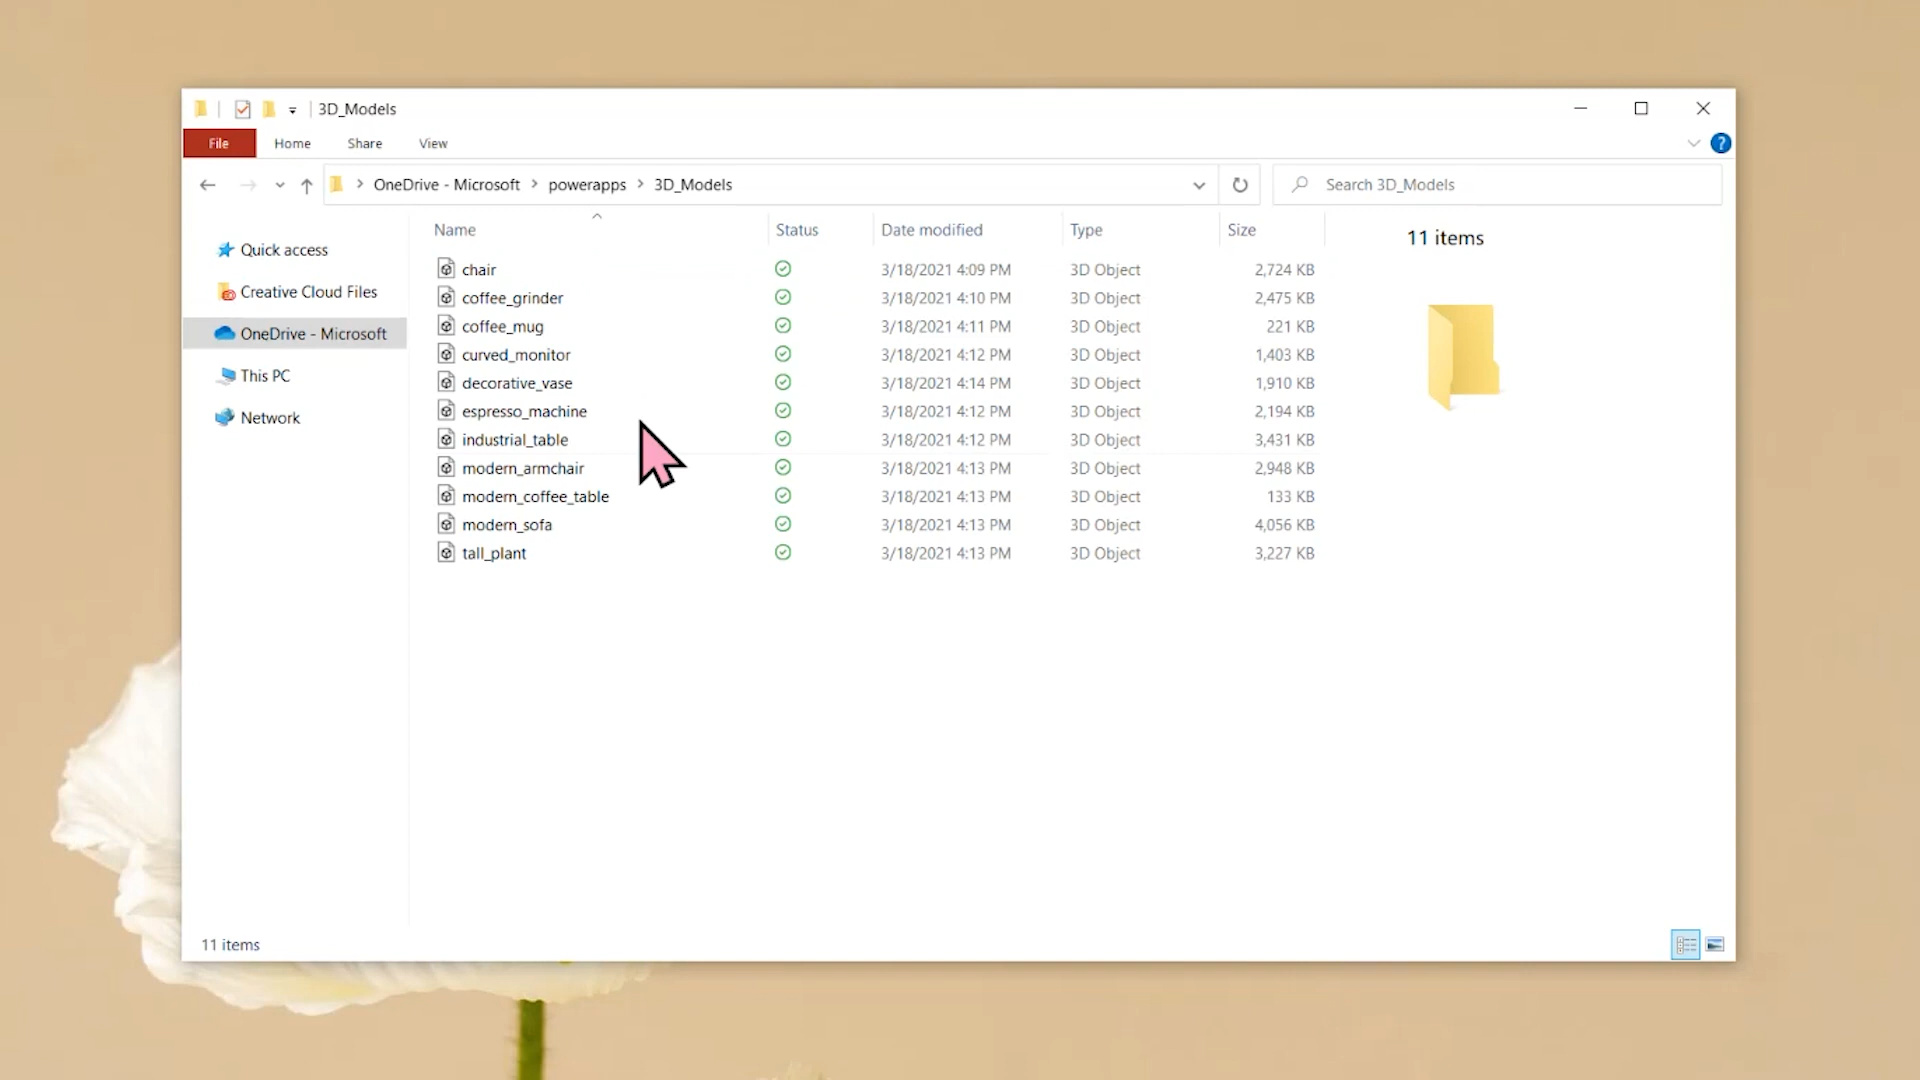 3D_Models
File Home Share View ?
OneDrive - Microsoft > powerapps > 3D_Models Search 3D_Models
Name Status Date modified Type Size
11 items
Quick access
Creative Cloud Files
OneDrive - Microsoft
This PC
Network
chair 3/18/2021 4:09 PM 3D Object 2,724 KB
coffee_grinder 3/18/2021 4:10 PM 3D Object 2,475 KB
coffee_mug 3/18/2021 4:11 PM 3D Object 221 KB
curved_monitor 3/18/2021 4:12 PM 3D Object 1,403 KB
decorative_vase 3/18/2021 4:14 PM 3D Object 1,910 KB
espresso_machine 3/18/2021 4:12 PM 3D Object 2,194 KB
industrial_table 3/18/2021 4:12 PM 3D Object 3,431 KB
modern_armchair 3/18/2021 4:13 PM 3D Object 2,948 KB
modern_coffee_table 3/18/2021 4:13 PM 3D Object 133 KB
modern_sofa 3/18/2021 4:13 PM 3D Object 4,056 KB
tall_plant 3/18/2021 4:13 PM 3D Object 3,227 KB
11 items